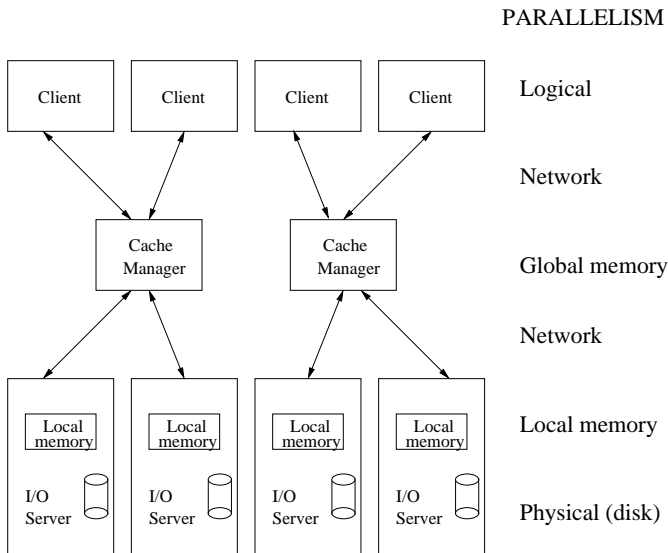 PARALLELISM
Client
Client
Client
Client
Logical
Network
Cache
Manager
Cache
Manager
Global memory
Network
Local
memory
Local
memory
Local
memory
Local
memory
Local memory
I/O
Server
I/O
Server
I/O
Server
I/O
Server
Physical (disk)